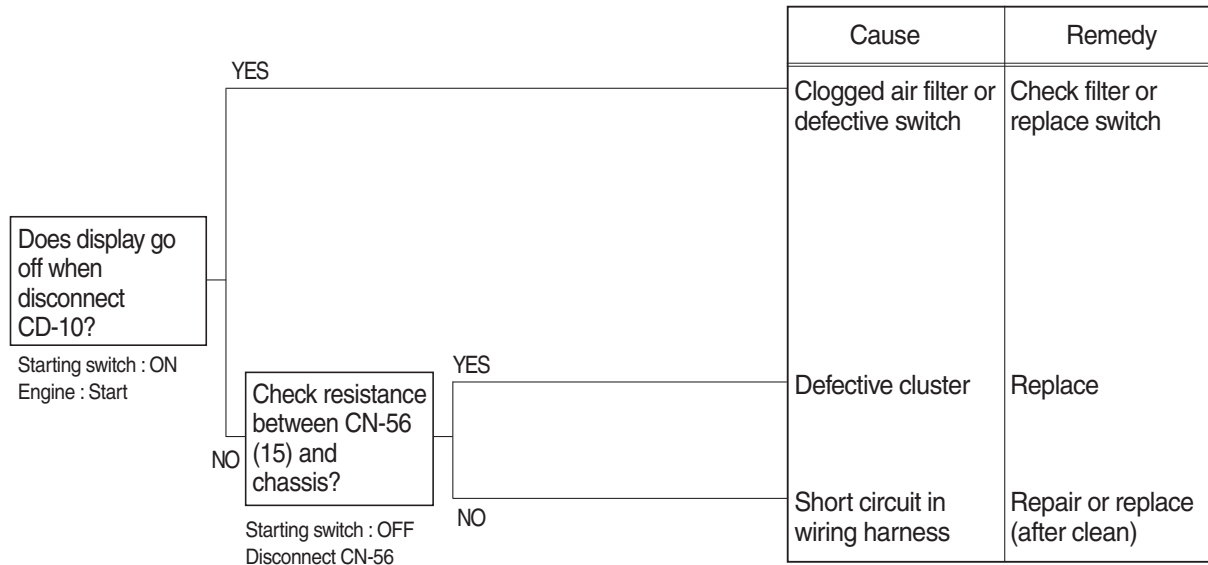 Cause
Remedy
YES
Clogged air filter or
defective switch
Check filter or
replace switch
Does display go
off when
disconnect
CD-10?
Starting switch : ON
Engine : Start
YES
Defective cluster
Replace
NO
Check resistance
between CN-56
(15) and
chassis?
Starting switch : OFF
Disconnect CN-56
NO
Short circuit in
wiring harness
Repair or replace
(after clean)